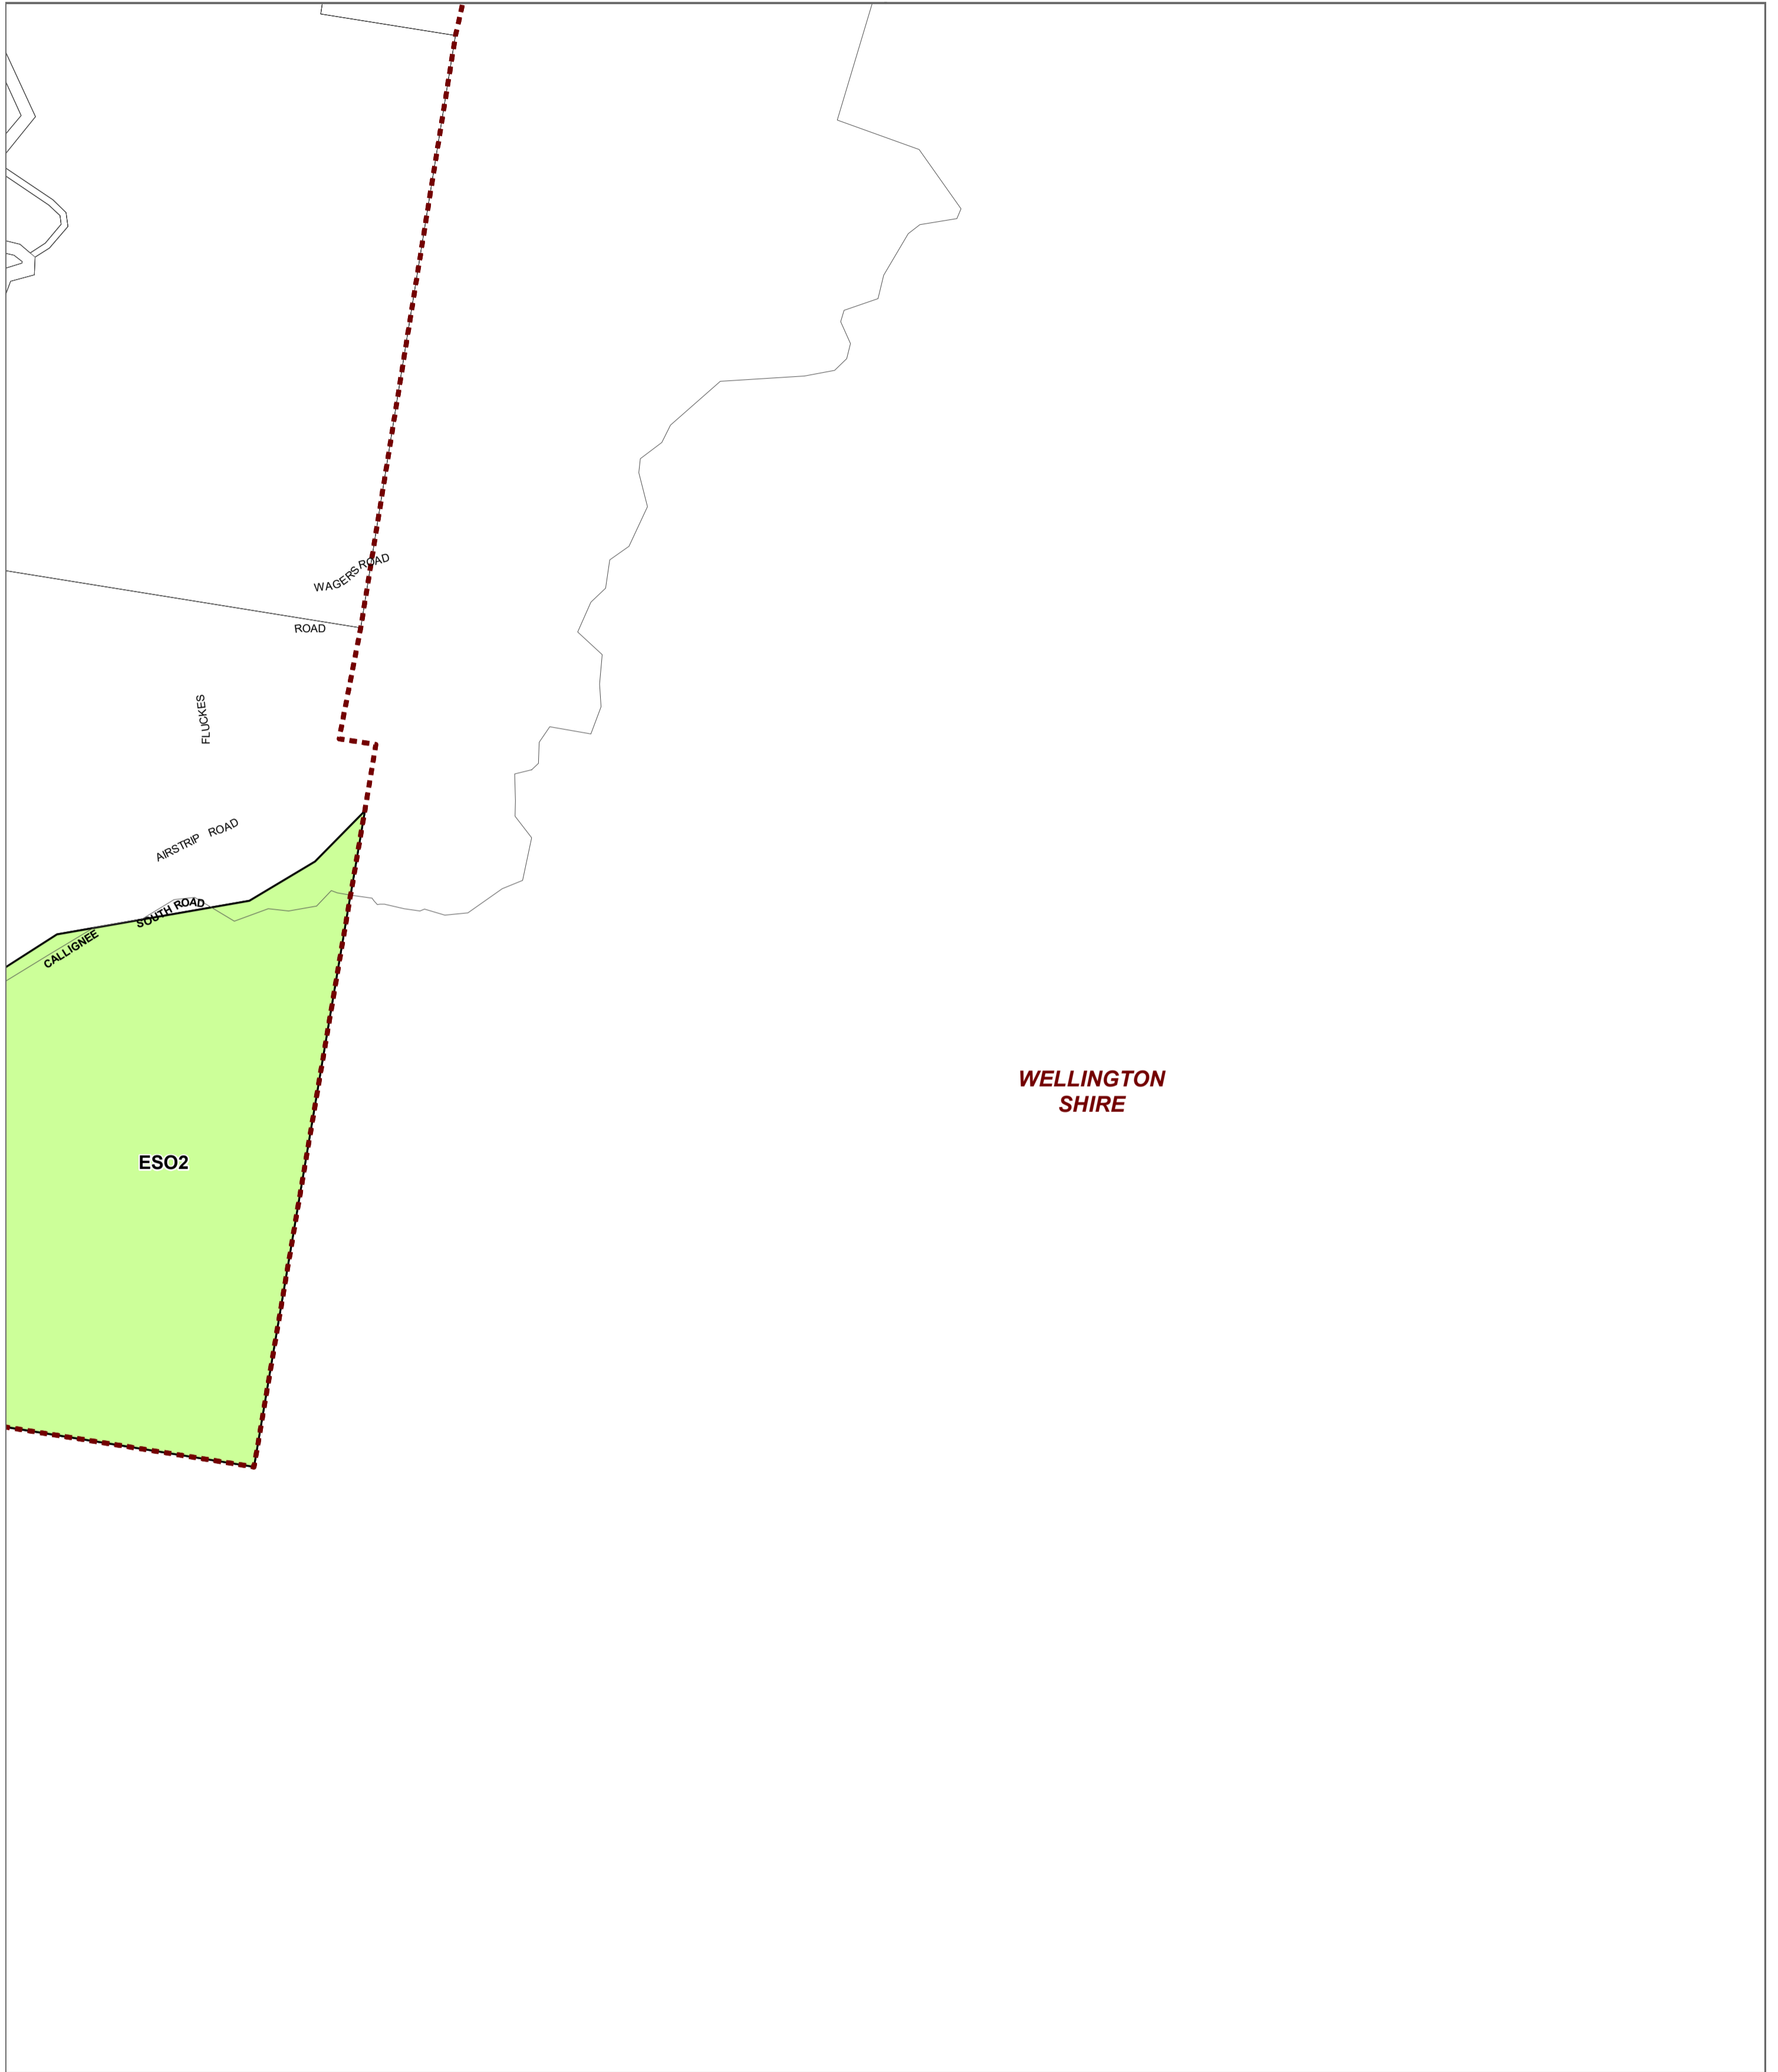 WAGERS ROAD
ROAD
FLUCKES
AIRSTRIP ROAD
CALLIGNEE SOUTH ROAD
WELLINGTON
SHIRE
ESO2